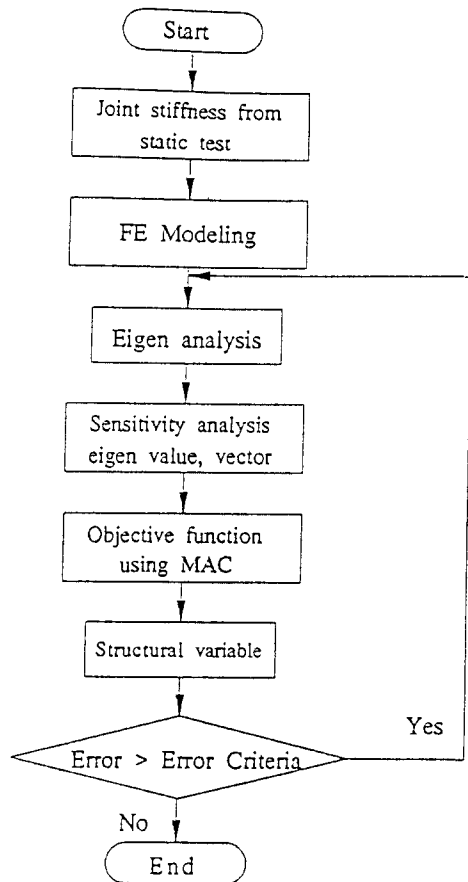 Start
Joint stiffness from
static test
FE Modeling
Eigen analysis
Sensitivity analysis
eigen value, vector
Objective function
using MAC
Structural variable
Yes
Error > Error Criteria
No
End